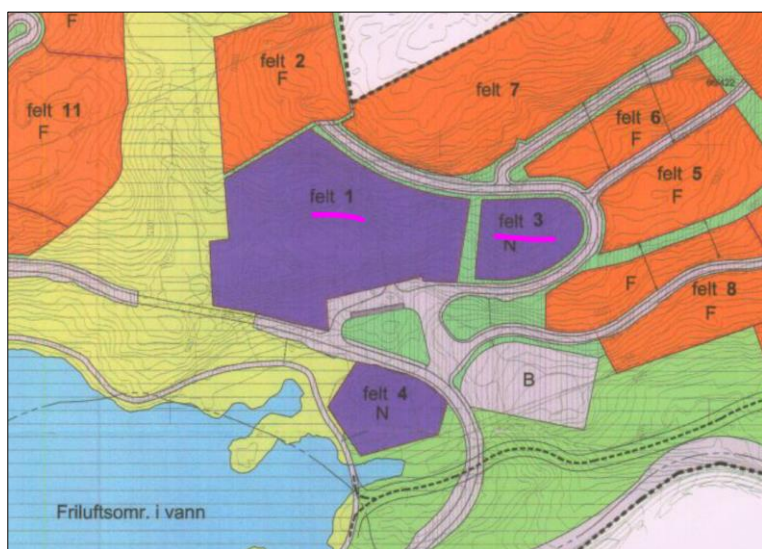 F
felt 2
F
felt 7
felt 11
F
felt 6
F
felt 1
felt 3
N
felt 5
F
F
felt 8
F
felt 4
N
B
Friluftsomr. i vann